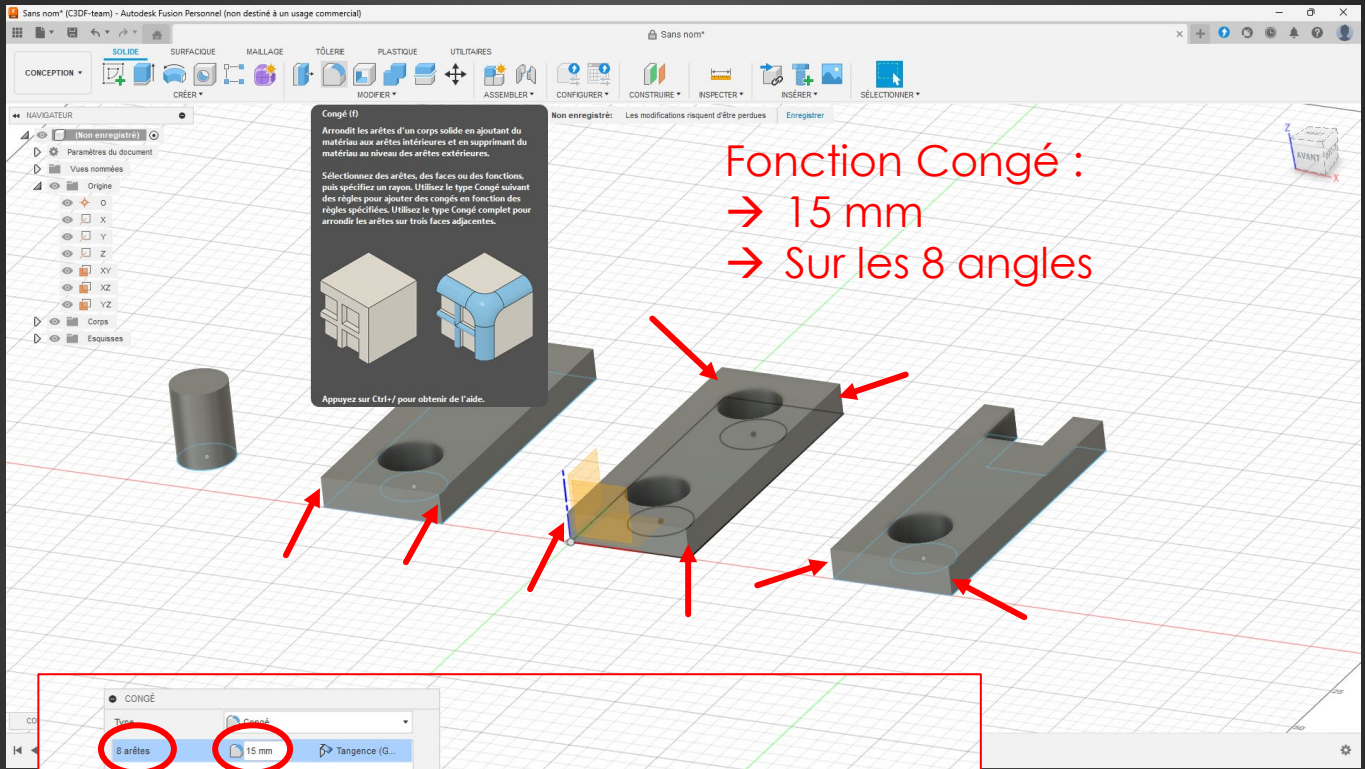 Sans nom* (C3DF-team) - Autodesk Fusion Personnel (non destiné à un usage commercial)
Sans nom*
SOLIDE SURFACIQUE MAILLAGE TÔLERIE PLASTIQUE UTILITAIRES
CONCEPTION
CRÉER MODIFIER ASSEMBLER CONFIGURER CONSTRUIRE INSPECTER INSÉRER SÉLECTIONNER
NAVIGATEUR
(Non enregistré)
Paramètres du document
Vues nommées
Origine
O
X
Y
Z
XY
XZ
YZ
Corps
Esquisses
Congé (f)
Arrondit les arêtes d'un corps solide en ajoutant du
matériau aux arêtes intérieures et en supprimant du
matériau au niveau des arêtes extérieures.
Sélectionnez des arêtes, des faces ou des fonctions,
puis spécifiez un rayon. Utilisez le type Congé suivant
des règles pour ajouter des congés en fonction des
règles spécifiées. Utilisez le type Congé complet pour
arrondir les arêtes sur trois faces adjacentes.
Appuyez sur Ctrl+/ pour obtenir de l'aide.
Non enregistré: Les modifications risquent d'être perdues Enregistrer
Fonction Congé :
→ 15 mm
→ Sur les 8 angles
Z
AVANT
X
CONGÉ
Type Congé
8 arêtes 15 mm Tangence (G...
CO